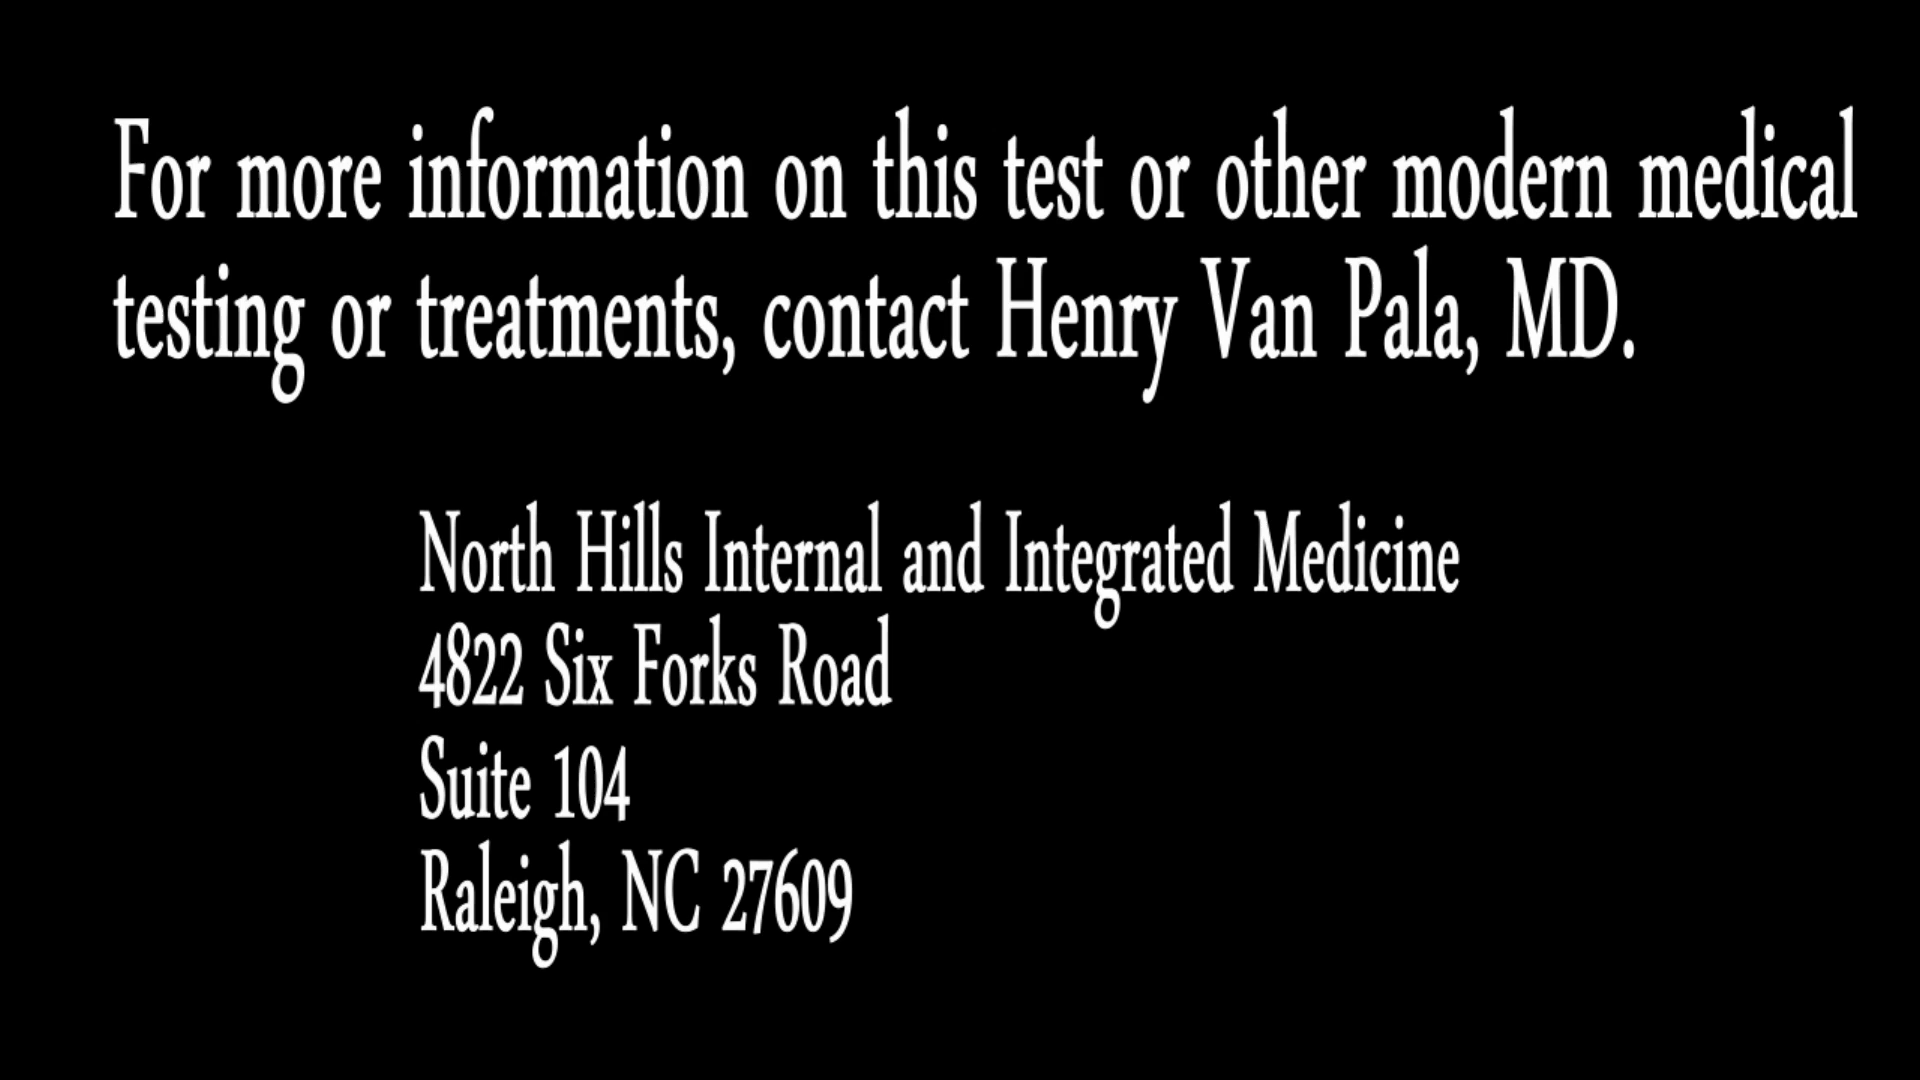 For more information on this test or other modern medical
testing or treatments, contact Henry Van Pala, MD.
North Hills Internal and Integrated Medicine
4822 Six Forks Road
Suite 104
Raleigh, NC 27609